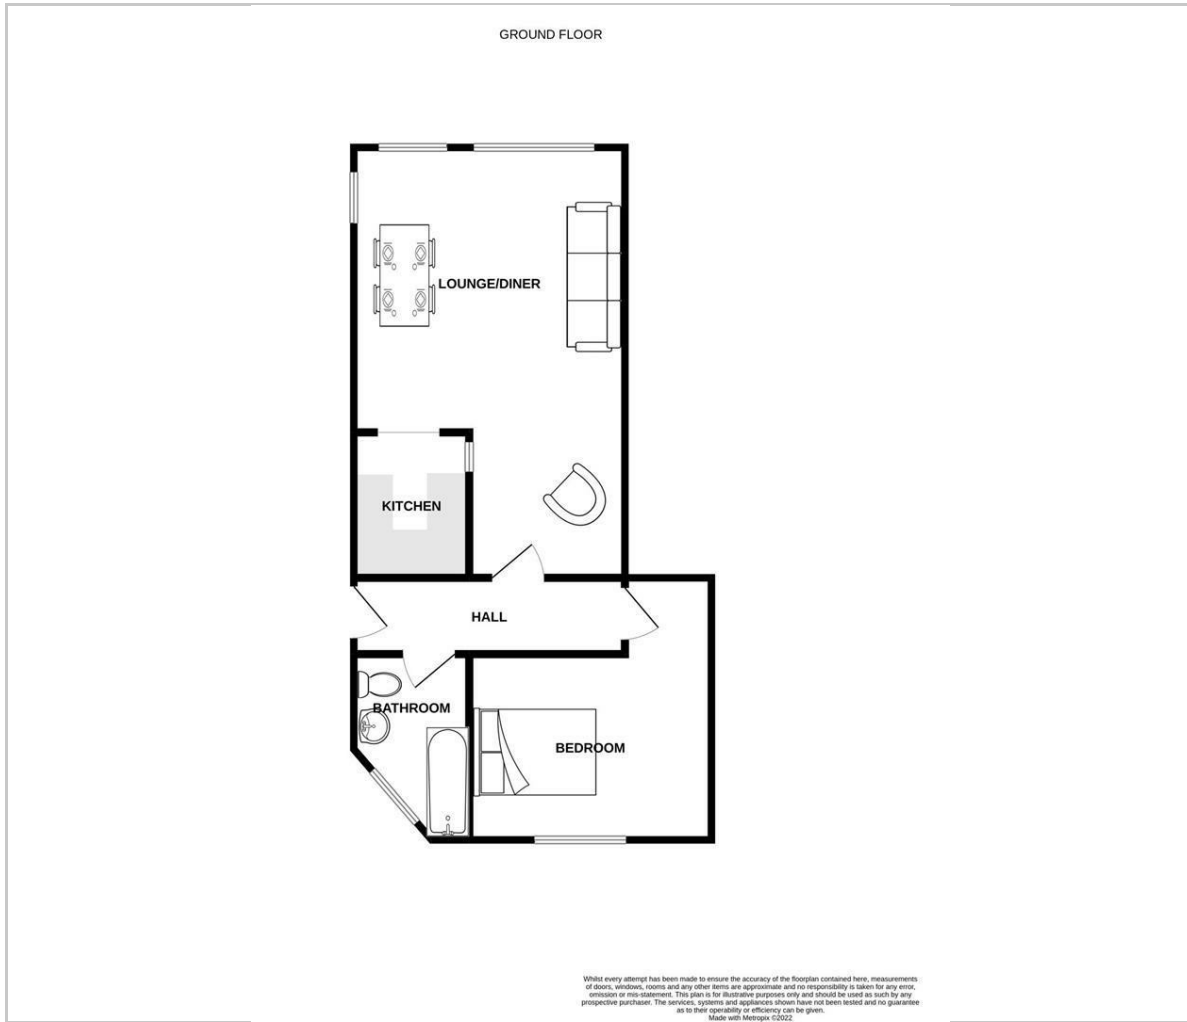 GROUND FLOOR
LOUNGE/DINER
KITCHEN
HALL
BATHROOM
BEDROOM
Whilst every attempt has been made to ensure the accuracy of the floorplan contained here, measurements
of doors, windows, rooms and any other items are approximate and no responsibility is taken for any error,
omission or mis-statement. This plan is for illustrative purposes only and should be used as such by any
prospective purchaser. The services, systems and appliances shown have not been tested and no guarantee
as to their operability or efficiency can be given.
Made with Metropix ©2022